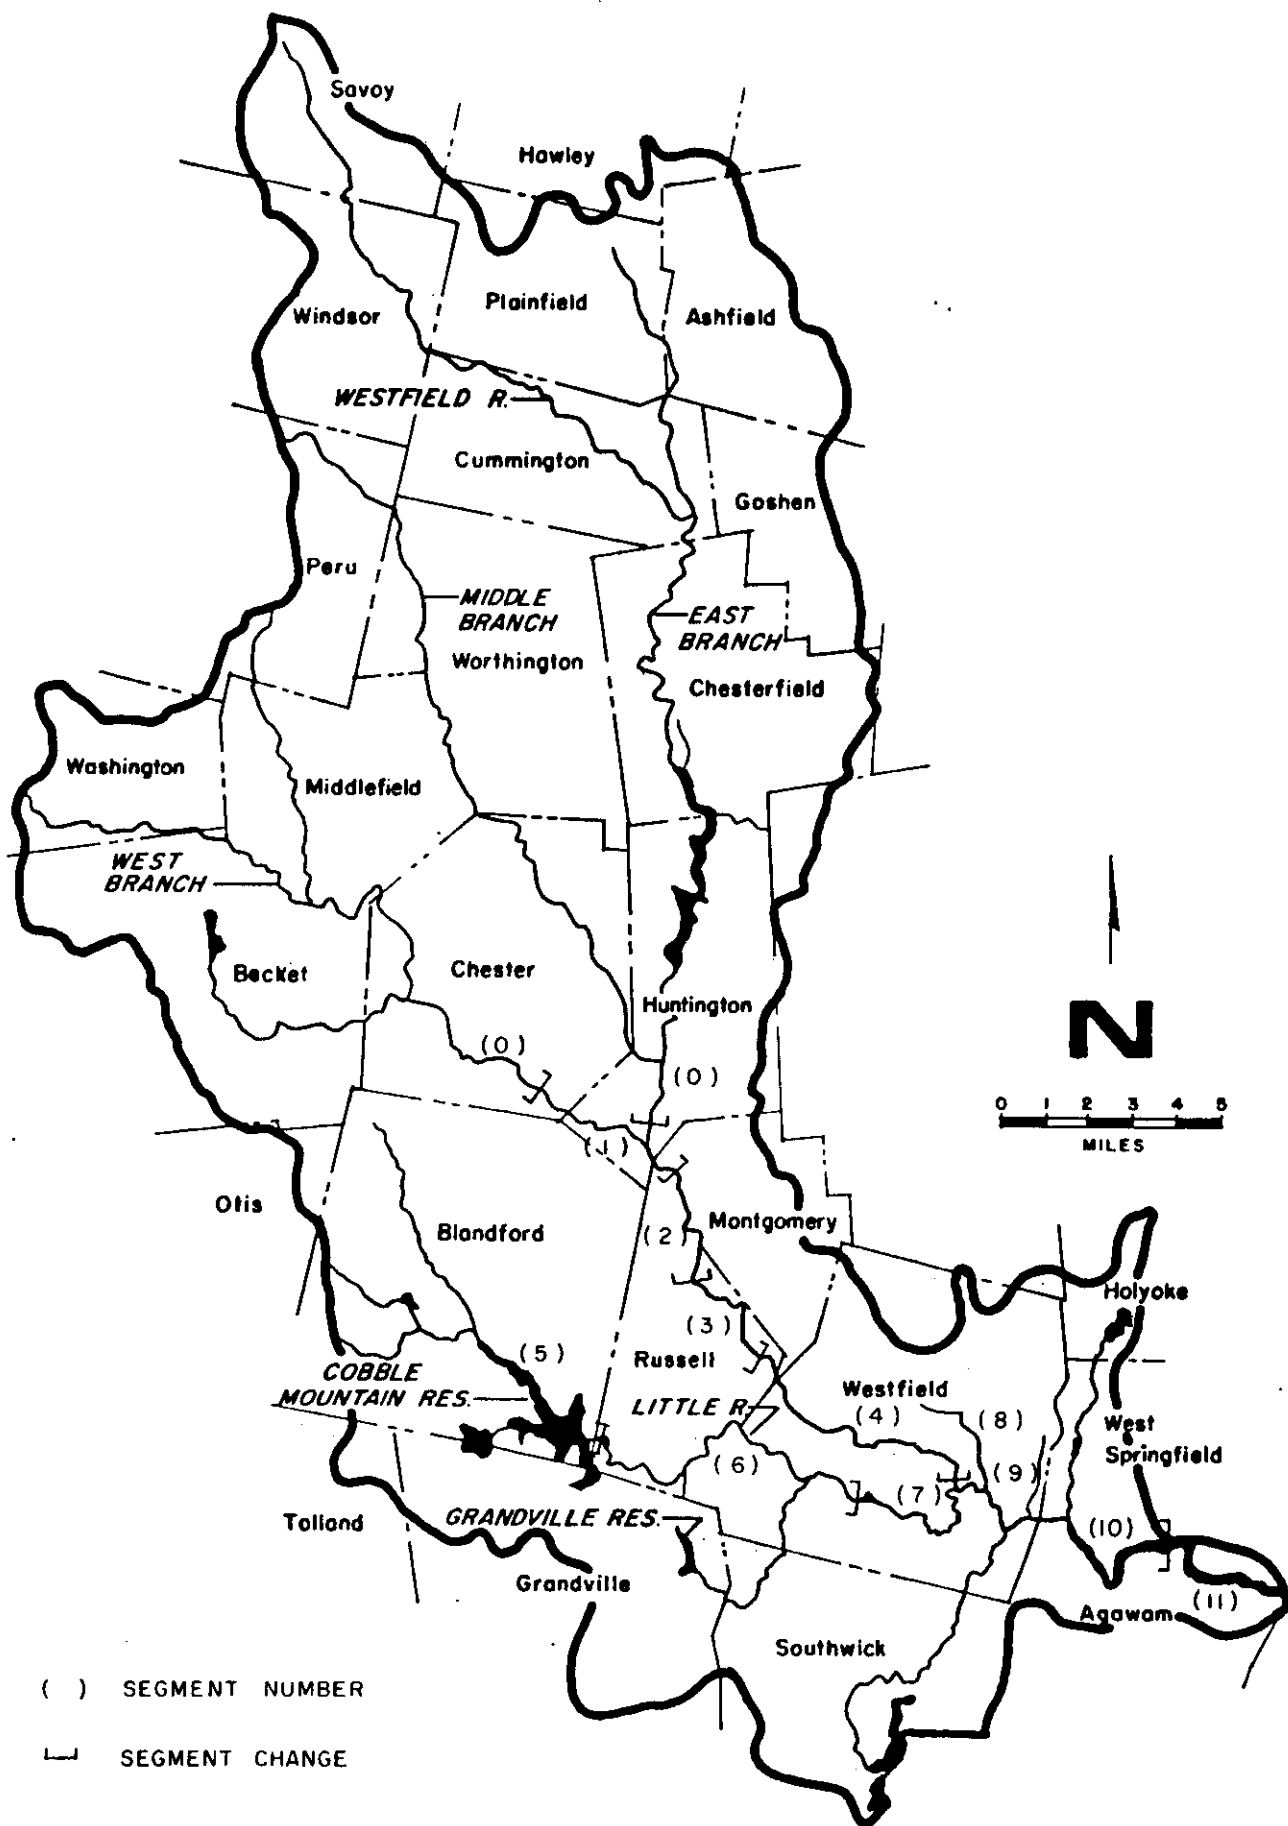 Savoy
Hawley
Windsor
Plainfield
Ashfield
WESTFIELD R.
Cummington
Goshen
Peru
MIDDLE
BRANCH
EAST
BRANCH
Worthington
Chesterfield
Washington
Middlefield
WEST
BRANCH
Becket
Chester
Huntington
N
(0)
(0)
0 1 2 3 4 5
MILES
(1)
Otis
Blandford
(2)
Montgomery
Holyoke
(3)
(5)
Russell
COBBLE
MOUNTAIN RES.
LITTLE R.
Westfield
(4)
(8)
West
Springfield
(6)
(7)
(9)
GRANDVILLE RES.
Tolland
(10)
Grandville
(11)
Agawam
Southwick
( ) SEGMENT NUMBER
SEGMENT CHANGE